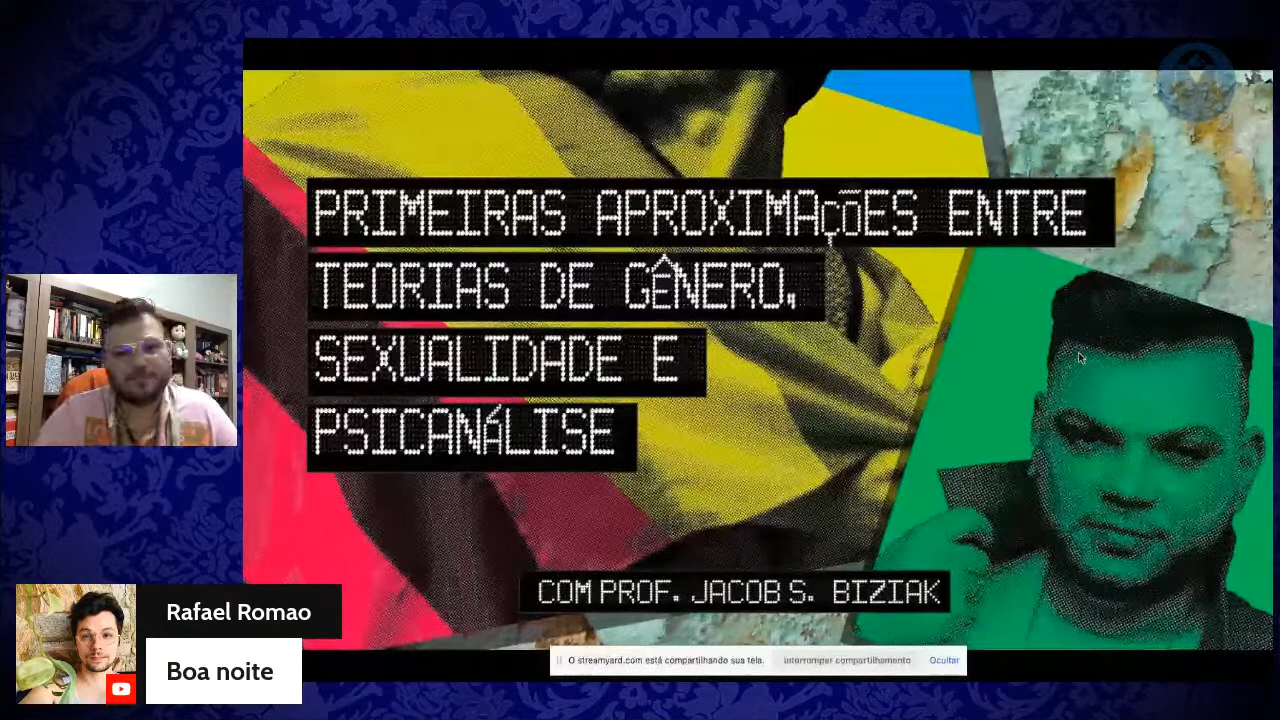 PRIMEIRAS APROXIMAÇÕES ENTRE
TEORIAS DE GÊNERO,
SEXUALIDADE E
PSICANÁLISE
COM PROF. JACOB S. BIZIAK
Rafael Romao
Boa noite
O streamyard.com está compartilhando sua tela. Interromper compartilhamento Ocultar